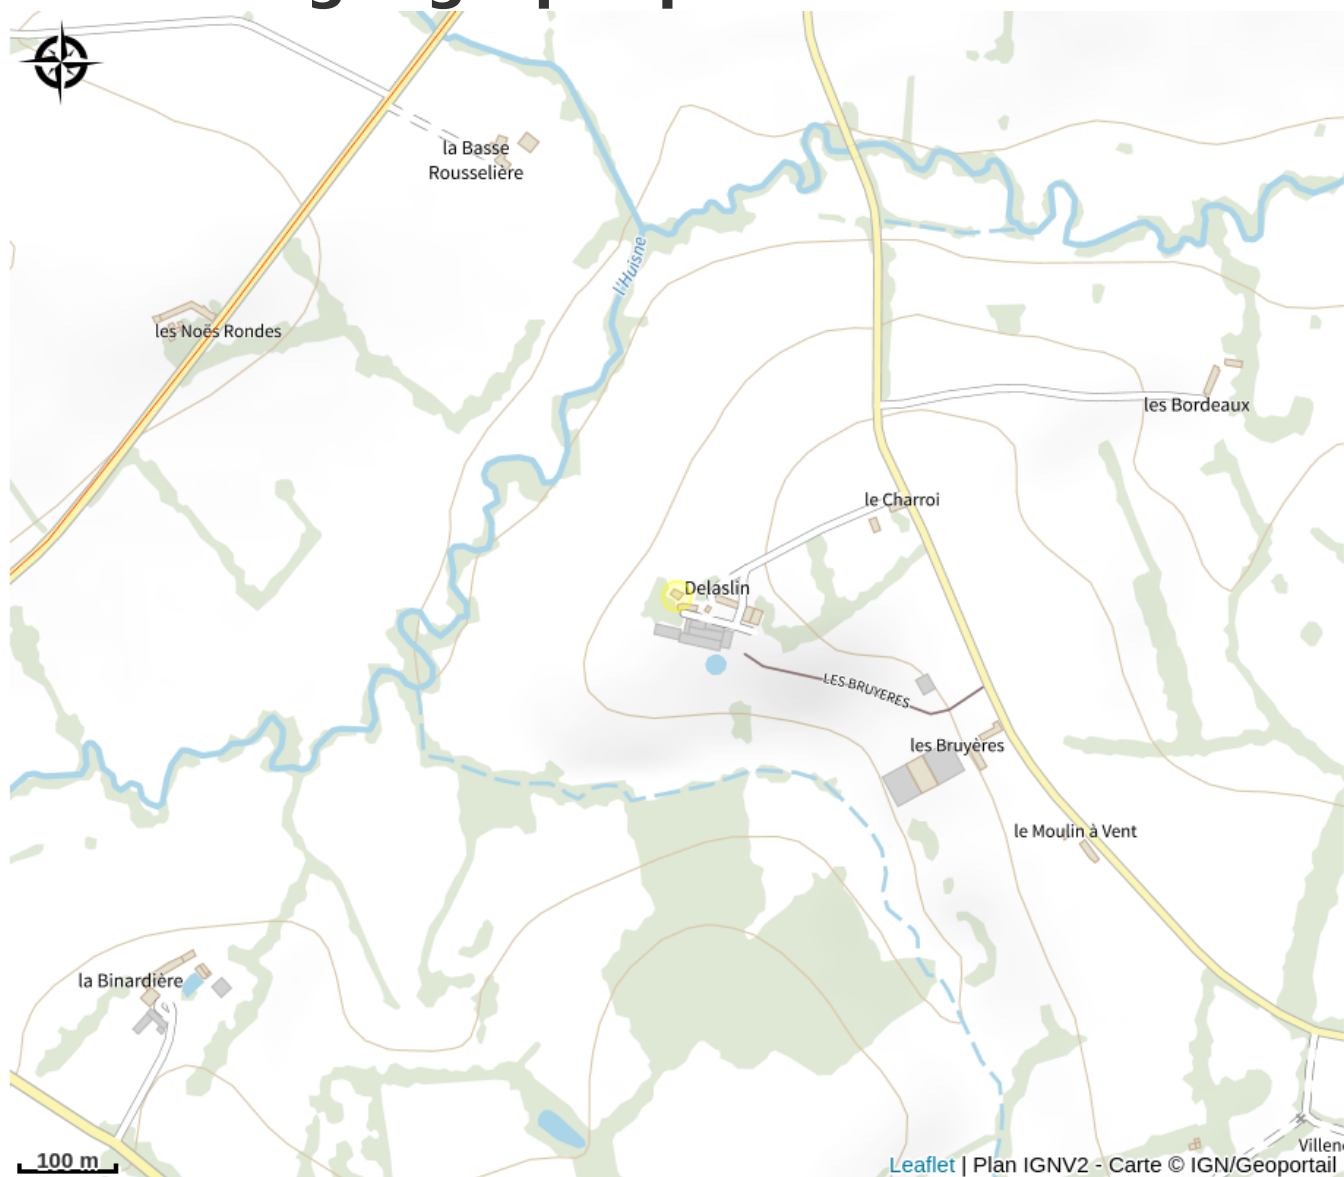 la Basse
Rousselière
l'Huisne
les Noës Rondes
les Bordeaux
le Charroi
Delaslin
LES BRUYERES
les Bruyères
le Moulin à Vent
la Binardière
100 m
Leaflet | Plan IGNV2 - Carte © IGN/Geoportail